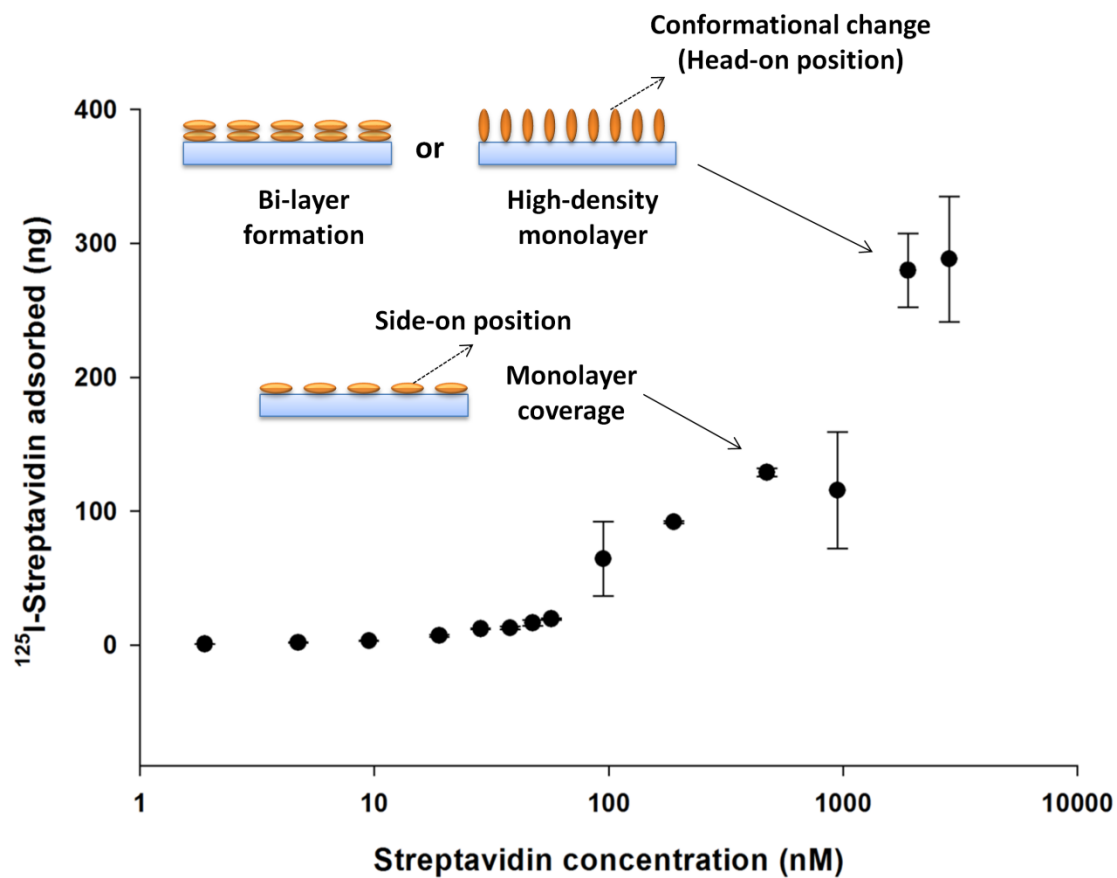 Conformational change
(Head-on position)
400
or
Bi-layer
formation
High-density
monolayer
300
Side-on position
200
Monolayer
coverage
100
0
¹²⁵I-Streptavidin adsorbed (ng)
1
10
100
1000
10000
Streptavidin concentration (nM)